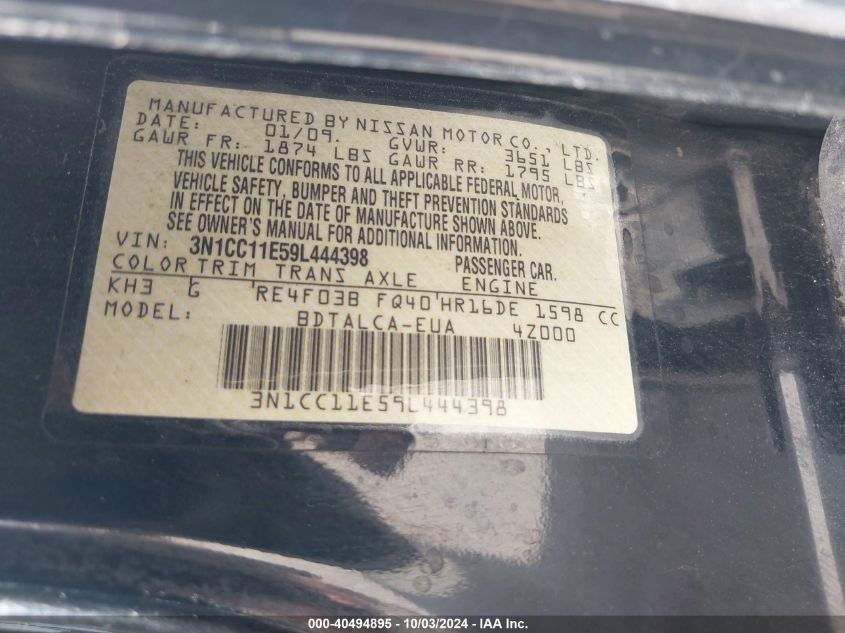 MANUFACTURED BY NISSAN MOTOR CO., LTD.
DATE: 01/09. GVWR: 3651 LBS
GAWR FR: 1874 LBS GAWR RR: 1795 LBS
THIS VEHICLE CONFORMS TO ALL APPLICABLE FEDERAL MOTOR
VEHICLE SAFETY, BUMPER AND THEFT PREVENTION STANDARDS
IN EFFECT ON THE DATE OF MANUFACTURE SHOWN ABOVE.
SEE OWNER'S MANUAL FOR ADDITIONAL INFORMATION.
VIN: 3N1CC11E59L444398 PASSENGER CAR.
COLOR TRIM TRANS AXLE ENGINE
KH3 G RE4F03B FQ40 HR16DE 1598 CC
MODEL: BDTALCA-EUA 4Z000
3N1CC11E59L444398
000-40494895 - 10/03/2024 - IAA Inc.